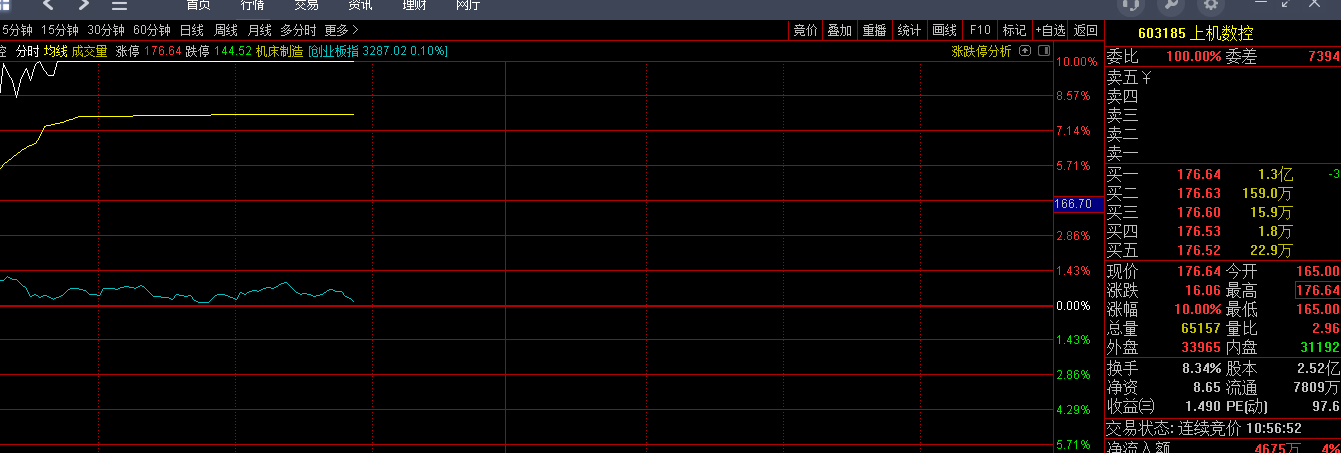 首页 行情 交易 资讯 理财 网厅
5分钟 15分钟 30分钟 60分钟 日线 周线 月线 多分时 更多 竞价 叠加 重播 统计 画线 F10 标记 +自选 返回
分时 均线 成交量 涨停 176.64 跌停 144.52 机床制造 [创业板指 3287.02 0.10%] 涨跌停分析
10.00%
8.57%
7.14%
5.71%
166.70
2.86%
1.43%
0.00%
1.43%
2.86%
4.29%
5.71%
603185 上机数控
委比 100.00% 委差 7394
卖五 ¥
卖四
卖三
卖二
卖一
买一 176.64 1.3亿 -3
买二 176.63 159.0万
买三 176.60 15.9万
买四 176.53 1.8万
买五 176.52 22.9万
现价 176.64 今开 165.00
涨跌 16.06 最高 176.64
涨幅 10.00% 最低 165.00
总量 65157 量比 2.96
外盘 33965 内盘 31192
换手 8.34% 股本 2.52亿
净资 8.65 流通 7809万
收益㈢ 1.490 PE(动) 97.6
交易状态: 连续竞价 10:56:52
净流入额 4675万 4%